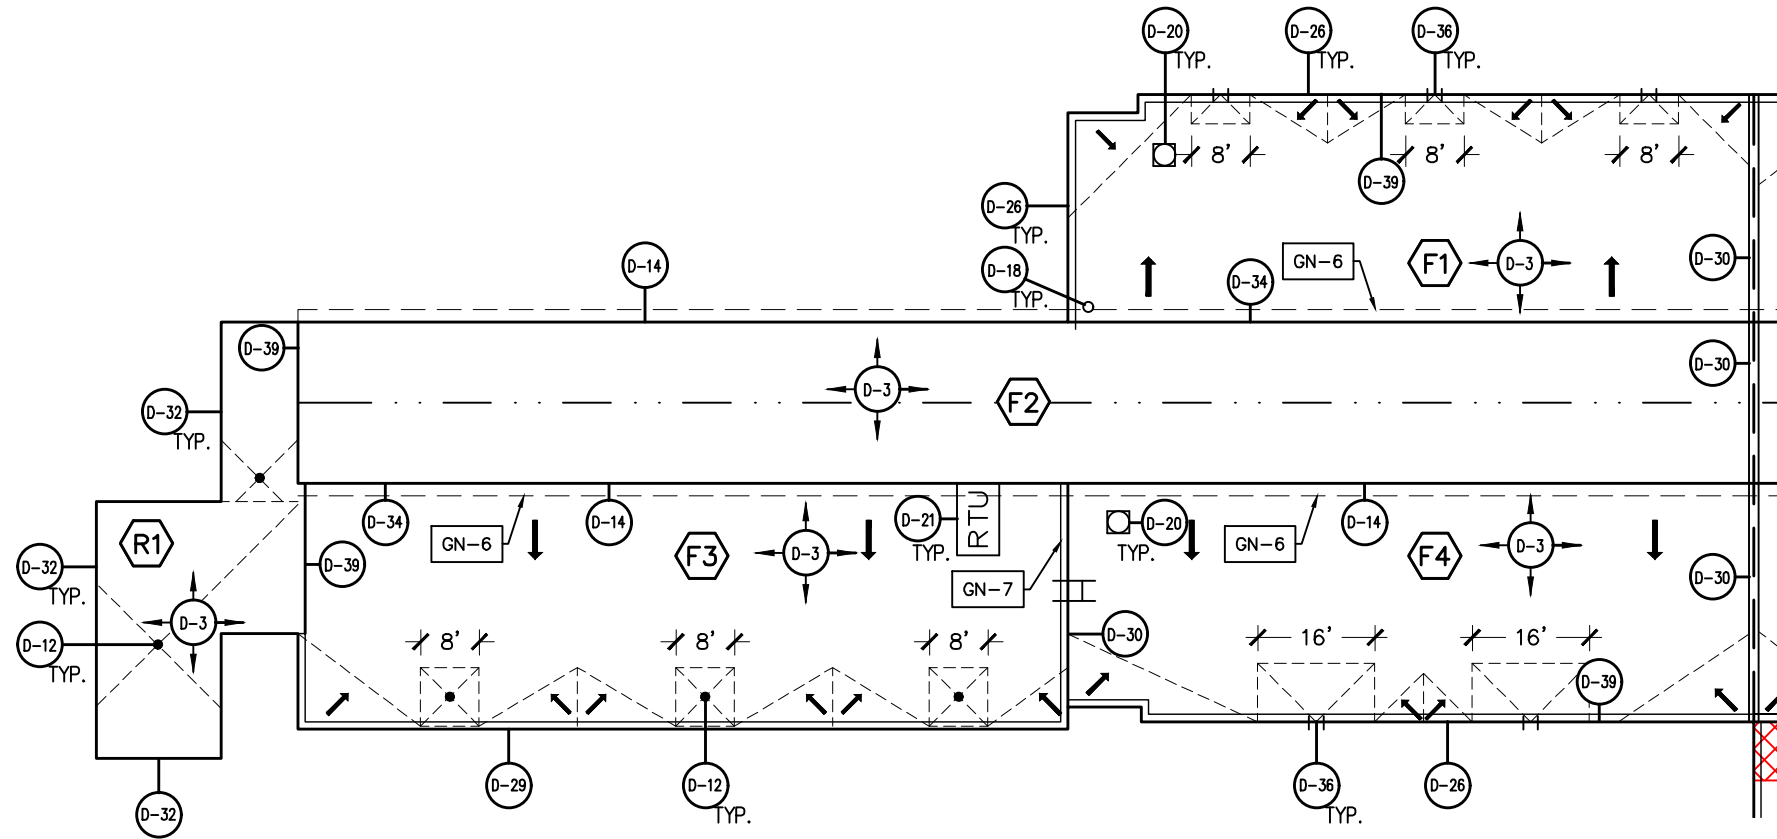 D-20
TYP.
D-26
TYP.
D-36
TYP.
8'
8'
8'
D-39
D-26
TYP.
D-18
TYP.
GN-6
F1
D-3
D-30
D-14
D-34
D-39
D-3
F2
D-30
D-32
TYP.
R1
D-34
GN-6
D-14
D-21
TYP.
RTU
D-20
TYP.
GN-6
D-14
D-3
F3
D-3
F4
D-3
D-30
D-32
TYP.
D-39
GN-7
D-12
TYP.
8'
8'
8'
D-30
16'
16'
D-39
D-32
D-29
D-12
TYP.
D-36
TYP.
D-26